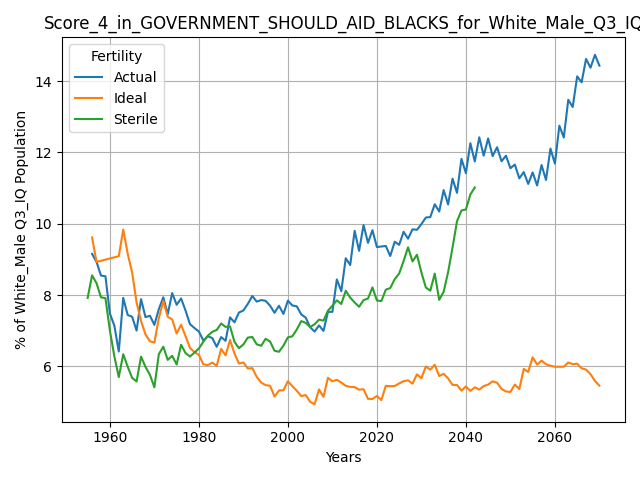 Score_4_in_GOVERNMENT_SHOULD_AID_BLACKS_for_White_Male_Q3_IQ
Fertility
Actual
Ideal
Sterile
% of White_Male Q3_IQ Population
14
12
10
8
6
1960 1980 2000 2020 2040 2060
Years